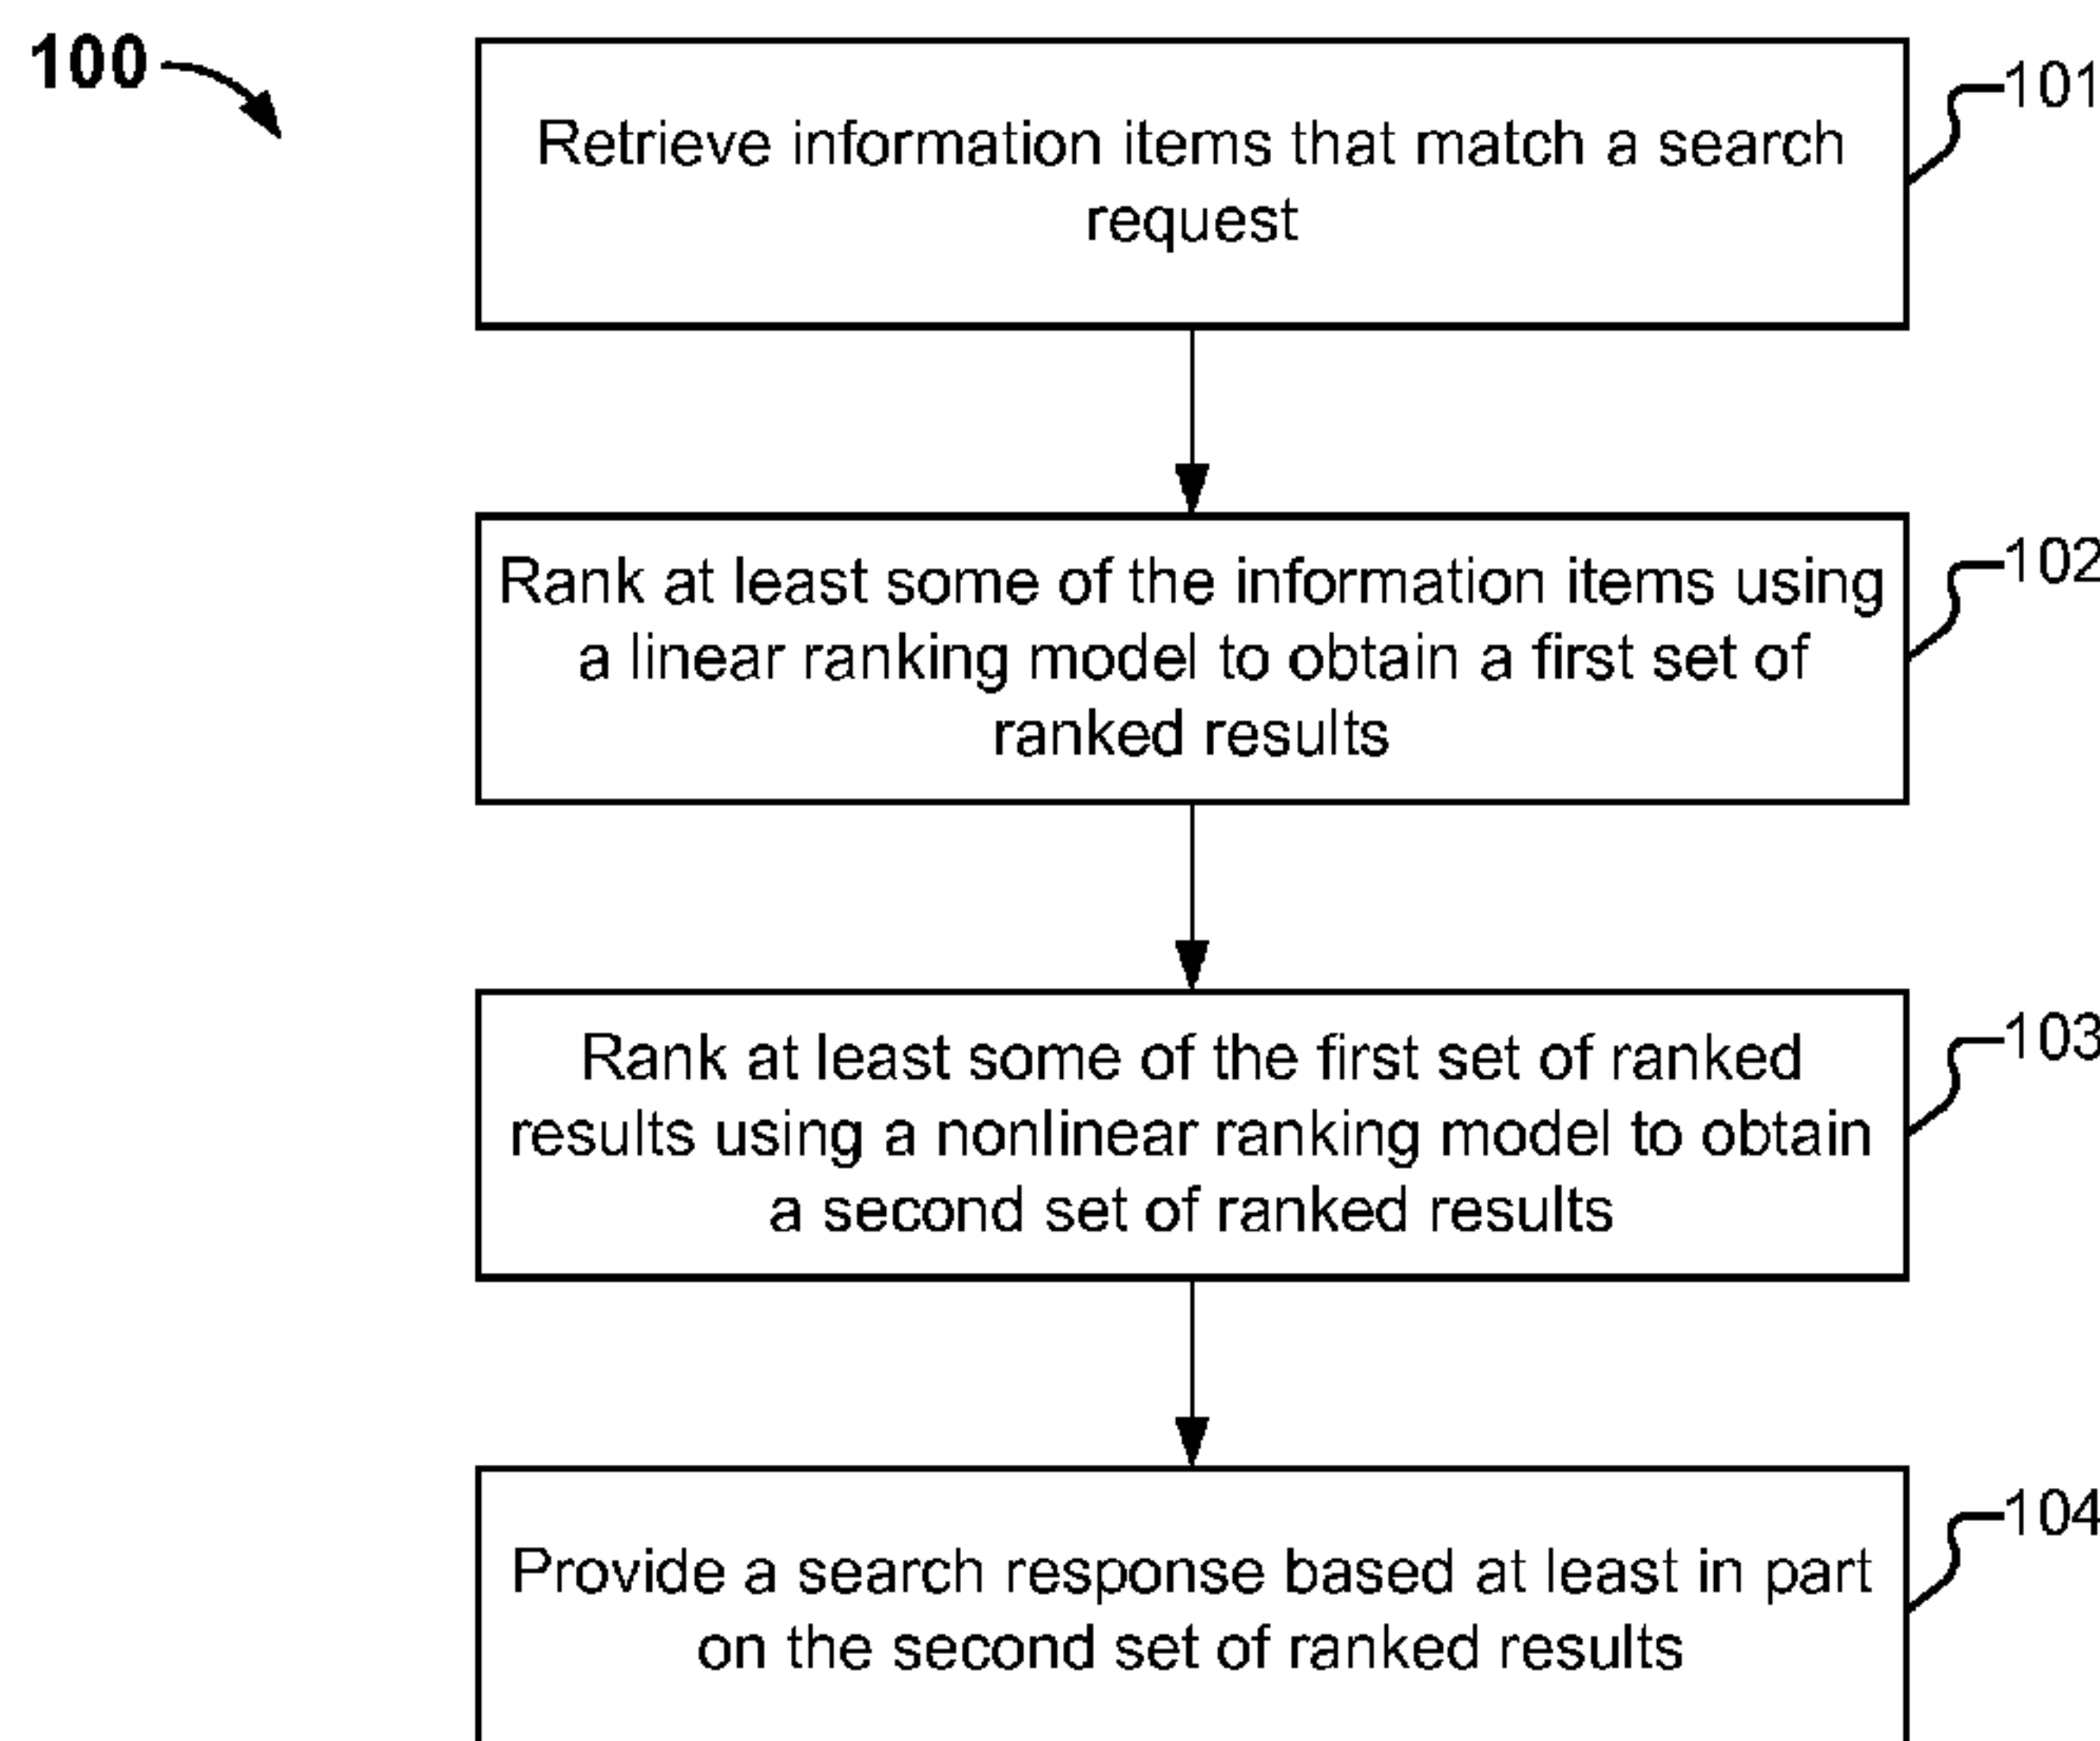 100
Retrieve information items that match a search
request
101
Rank at least some of the information items using
a linear ranking model to obtain a first set of
ranked results
102
Rank at least some of the first set of ranked
results using a nonlinear ranking model to obtain
a second set of ranked results
103
Provide a search response based at least in part
on the second set of ranked results
104